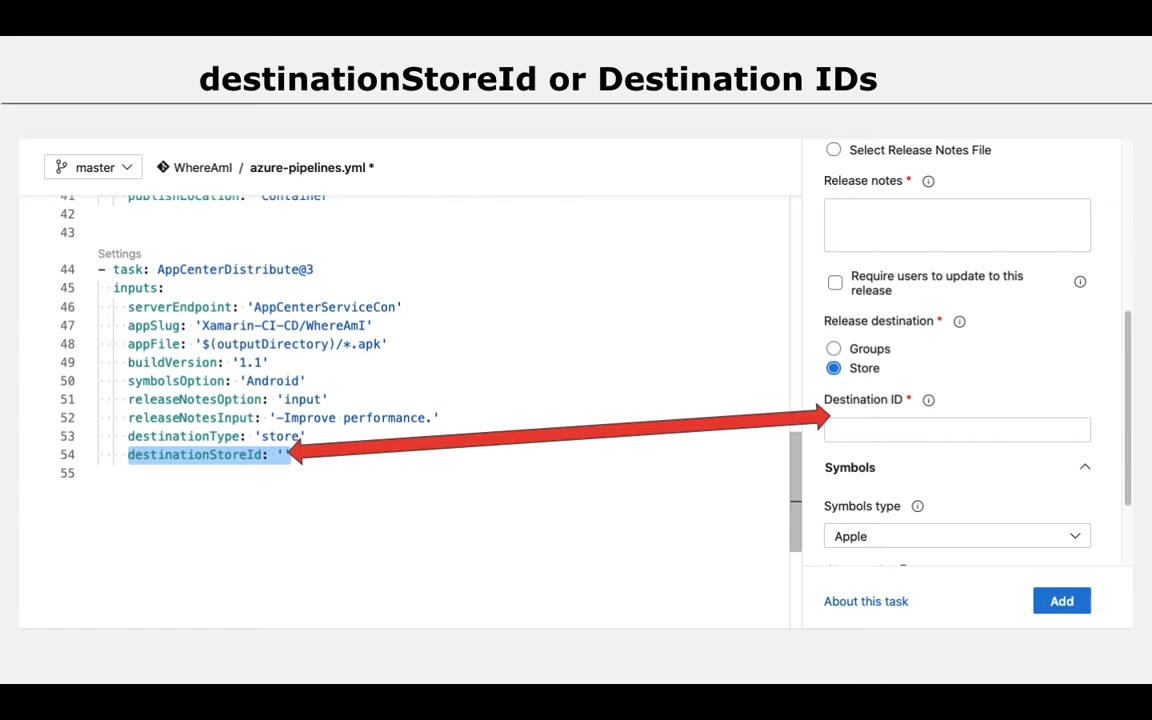 destinationStoreId or Destination IDs
master
WhereAmI / azure-pipelines.yml *
41 publishLocation: 'Container'
42
43
Settings
44 - task: AppCenterDistribute@3
45 inputs:
46 serverEndpoint: 'AppCenterServiceCon'
47 appSlug: 'Xamarin-CI-CD/WhereAmI'
48 appFile: '$(outputDirectory)/*.apk'
49 buildVersion: '1.1'
50 symbolsOption: 'Android'
51 releaseNotesOption: 'input'
52 releaseNotesInput: '-Improve performance.'
53 destinationType: 'store'
54 destinationStoreId: ''
55
Select Release Notes File
Release notes *
Require users to update to this
release
Release destination *
Groups
Store
Destination ID *
Symbols
Symbols type
Apple
About this task
Add